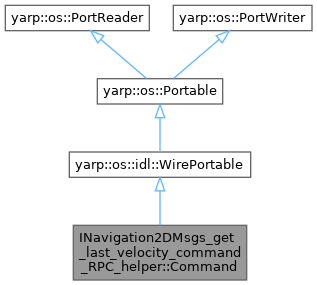 yarp::os::PortReader
yarp::os::PortWriter
yarp::os::Portable
yarp::os::idl::WirePortable
INavigation2DMsgs_get
_last_velocity_command
_RPC_helper::Command